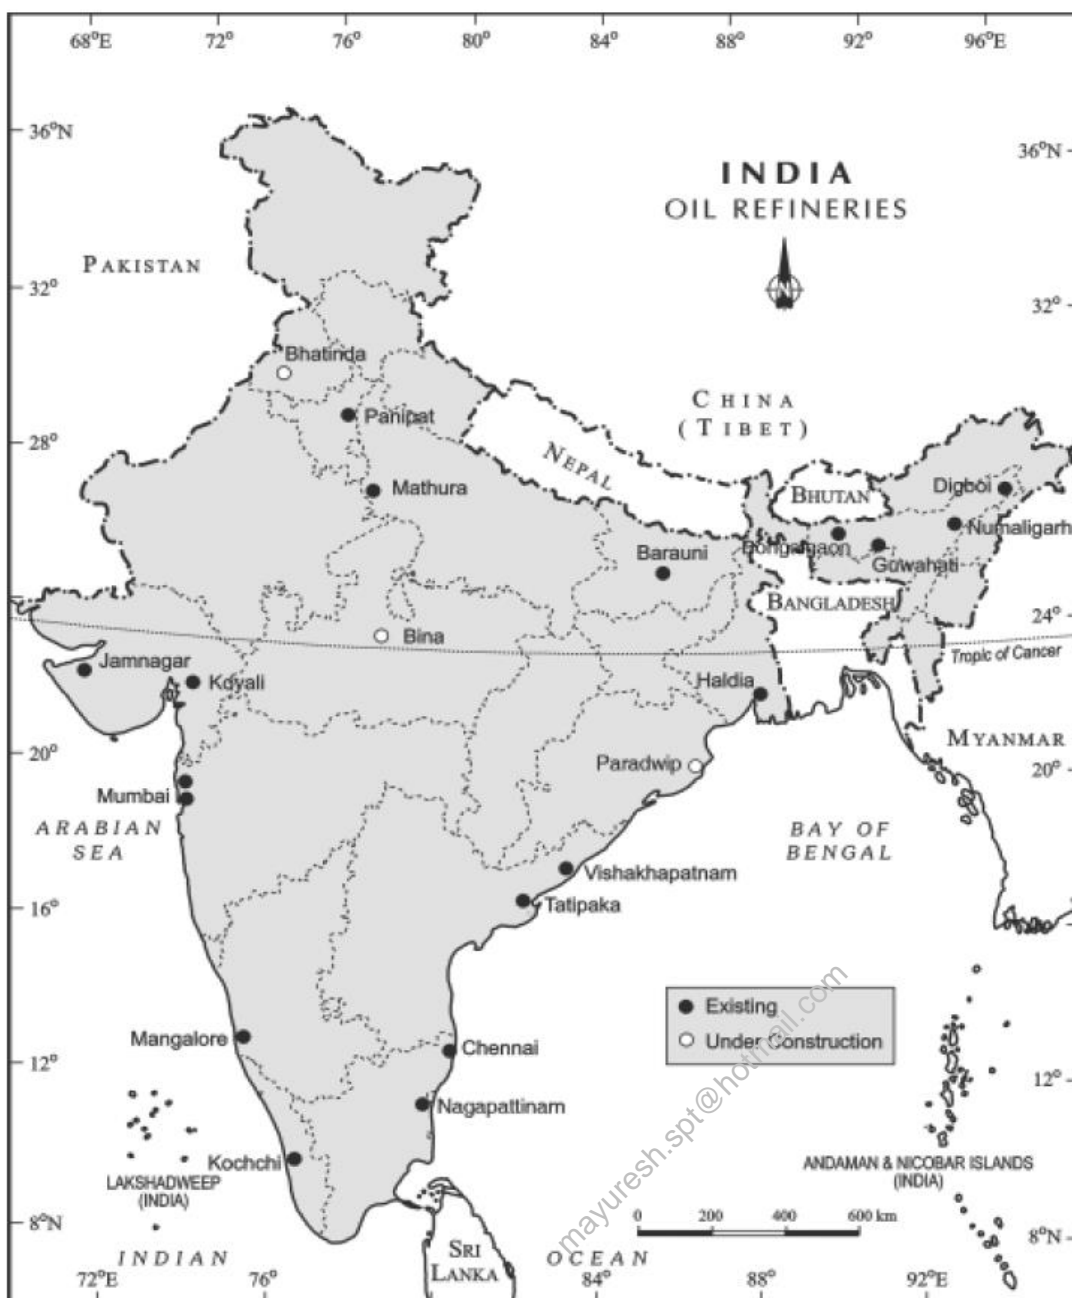 68°E 72° 76° 80° 84° 88° 92° 96°E
36°N
36°N
INDIA
OIL REFINERIES
PAKISTAN
N
32°
32°
Bhatinda
CHINA
(TIBET)
Panipat
28°
NEPAL
Mathura
BHUTAN
Digboi
Numaligarh
Barauni
Bongaigaon
Guwahati
BANGLADESH
24°
Bina
Tropic of Cancer
Jamnagar
Koyali
Haldia
MYANMAR
20°
20°
Paradwip
Mumbai
ARABIAN
SEA
BAY OF
BENGAL
Vishakhapatnam
Tatipaka
16°
Existing
Under Construction
Mangalore
Chennai
12°
12°
Nagapattinam
Kochchi
LAKSHADWEEP
(INDIA)
ANDAMAN & NICOBAR ISLANDS
(INDIA)
mayuresh.spt@hotmail.com
0 200 400 600 km
8°N
8°N
INDIAN
OCEAN
SRI
LANKA
72°E 76° 84° 88° 92°E